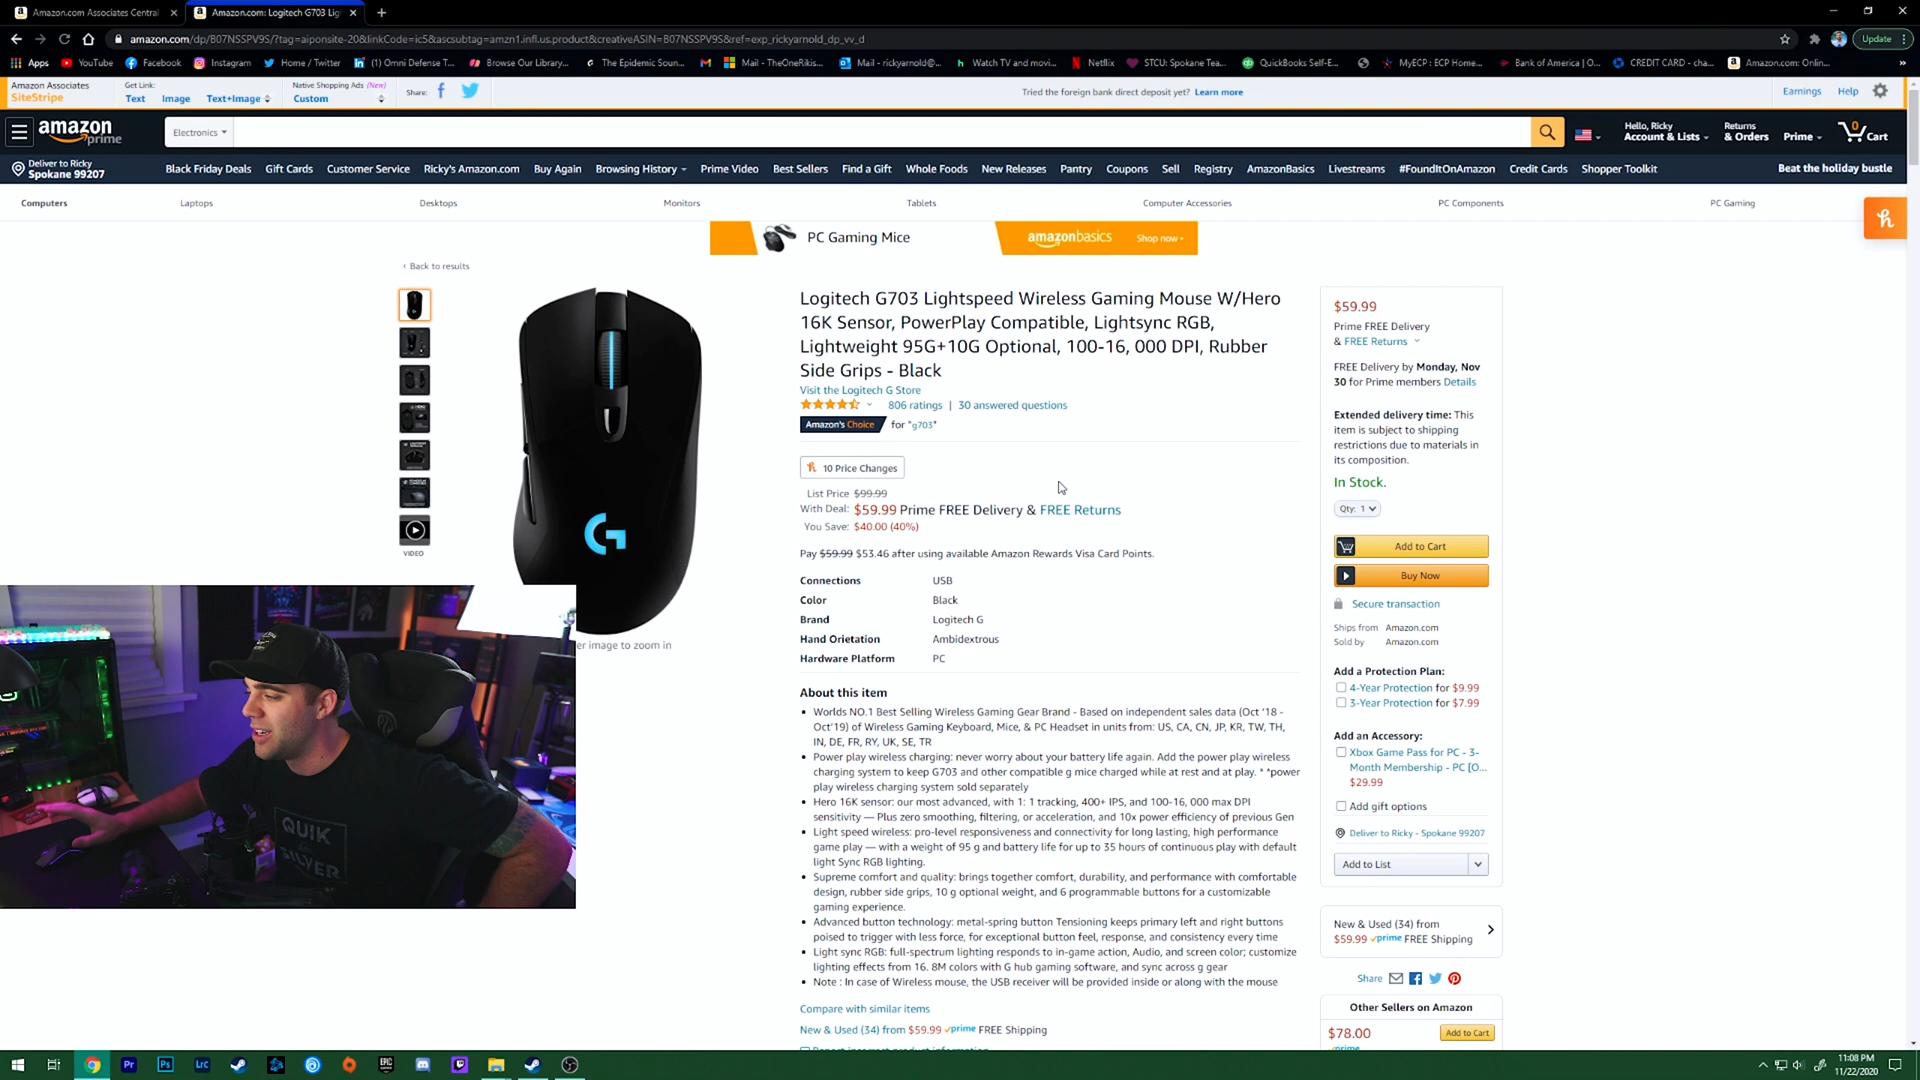 Amazon.com Associates Central
Amazon.com: Logitech G703 Lig
amazon.com/dp/B07NSSPV9S/?tag=aiponsite-20&linkCode=ic5&ascsubtag=amzn1.infl.us.product&creativeASIN=B07NSSPV9S&ref=exp_rickyarnold_dp_vv_d
Update
Apps YouTube Facebook Instagram Home / Twitter (1) Omni Defense T... Browse Our Library... The Epidemic Soun... Mail - TheOneRikis... Mail - rickyarnold@... Watch TV and movi... Netflix STCU: Spokane Tea... QuickBooks Self-E... MyECP : ECP Home... Bank of America | O... CREDIT CARD - cha... Amazon.com: Onlin...
Amazon Associates
SiteStripe
Get Link:
Text Image Text+Image
Native Shopping Ads (New)
Custom
Share:
Tried the foreign bank direct deposit yet? Learn more
Earnings Help
amazon prime
Electronics
Hello, Ricky
Account & Lists
Returns
& Orders
Prime
0
Cart
Deliver to Ricky
Spokane 99207
Black Friday Deals Gift Cards Customer Service Ricky's Amazon.com Buy Again Browsing History Prime Video Best Sellers Find a Gift Whole Foods New Releases Pantry Coupons Sell Registry AmazonBasics Livestreams #FoundItOnAmazon Credit Cards Shopper Toolkit
Beat the holiday bustle
Computers Laptops Desktops Monitors Tablets Computer Accessories PC Components PC Gaming
PC Gaming Mice
amazonbasics Shop now
‹ Back to results
VIDEO
er image to zoom in
Logitech G703 Lightspeed Wireless Gaming Mouse W/Hero
16K Sensor, PowerPlay Compatible, Lightsync RGB,
Lightweight 95G+10G Optional, 100-16, 000 DPI, Rubber
Side Grips - Black
Visit the Logitech G Store
806 ratings | 30 answered questions
Amazon's Choice for "g703"
10 Price Changes
List Price $99.99
With Deal: $59.99 Prime FREE Delivery & FREE Returns
You Save: $40.00 (40%)
Pay $59.99 $53.46 after using available Amazon Rewards Visa Card Points.
Connections USB
Color Black
Brand Logitech G
Hand Orietation Ambidextrous
Hardware Platform PC
About this item
• Worlds NO.1 Best Selling Wireless Gaming Gear Brand - Based on independent sales data (Oct '18 -
Oct'19) of Wireless Gaming Keyboard, Mice, & PC Headset in units from: US, CA, CN, JP, KR, TW, TH,
IN, DE, FR, RY, UK, SE, TR
• Power play wireless charging: never worry about your battery life again. Add the power play wireless
charging system to keep G703 and other compatible g mice charged while at rest and at play. * *power
play wireless charging system sold separately
• Hero 16K sensor: our most advanced, with 1: 1 tracking, 400+ IPS, and 100-16, 000 max DPI
sensitivity — Plus zero smoothing, filtering, or acceleration, and 10x power efficiency of previous Gen
• Light speed wireless: pro-level responsiveness and connectivity for long lasting, high performance
game play — with a weight of 95 g and battery life for up to 35 hours of continuous play with default
light Sync RGB lighting.
• Supreme comfort and quality: brings together comfort, durability, and performance with comfortable
design, rubber side grips, 10 g optional weight, and 6 programmable buttons for a customizable
gaming experience.
• Advanced button technology: metal-spring button Tensioning keeps primary left and right buttons
poised to trigger with less force, for exceptional button feel, response, and consistency every time
• Light sync RGB: full-spectrum lighting responds to in-game action, Audio, and screen color; customize
lighting effects from 16. 8M colors with G hub gaming software, and sync across g gear
• Note : In case of Wireless mouse, the USB receiver will be provided inside or along with the mouse
Compare with similar items
New & Used (34) from $59.99 prime FREE Shipping
Report incorrect product information
$59.99
Prime FREE Delivery
& FREE Returns
FREE Delivery by Monday, Nov
30 for Prime members Details
Extended delivery time: This
item is subject to shipping
restrictions due to materials in
its composition.
In Stock.
Qty: 1
Add to Cart
Buy Now
Secure transaction
Ships from Amazon.com
Sold by Amazon.com
Add a Protection Plan:
4-Year Protection for $9.99
3-Year Protection for $7.99
Add an Accessory:
Xbox Game Pass for PC - 3-
Month Membership - PC [O...
$29.99
Add gift options
Deliver to Ricky - Spokane 99207
Add to List
New & Used (34) from
$59.99 prime FREE Shipping
Share
Other Sellers on Amazon
$78.00 Add to Cart
prime
QUIK
SILVER
Pr Ps Lrc
EPIC GAMES
11:08 PM
11/22/2020